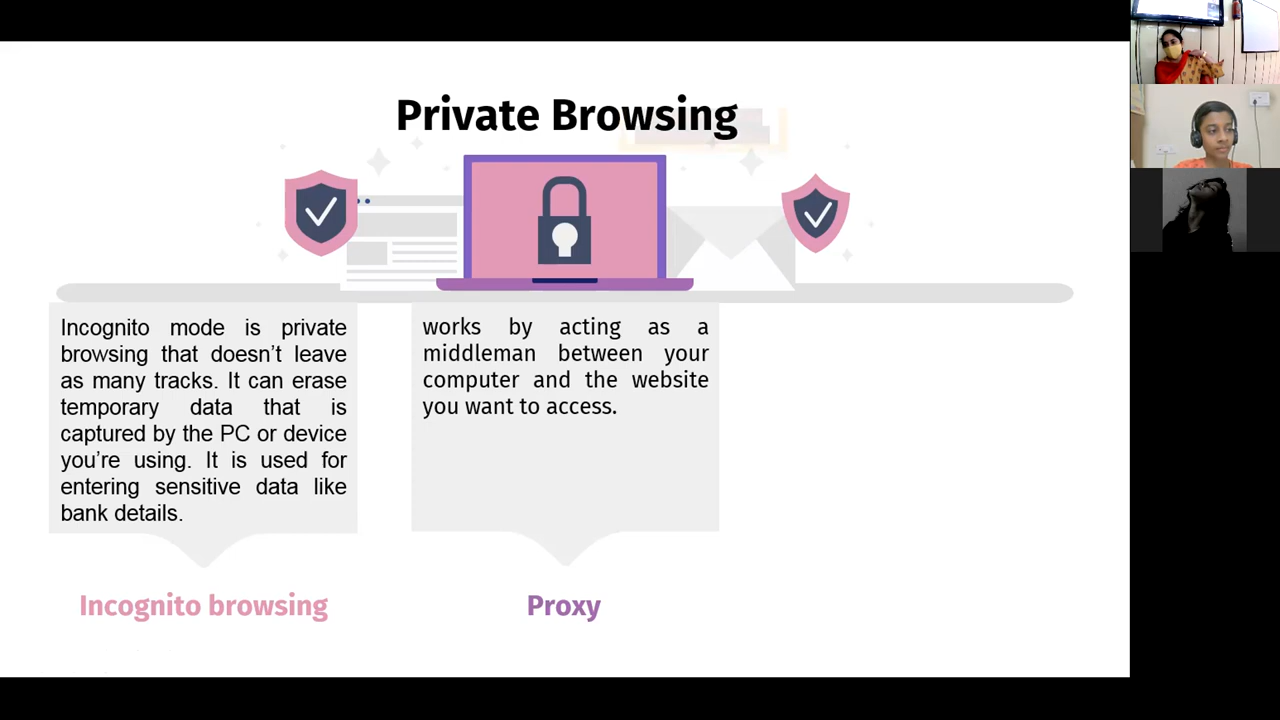 Private Browsing
Incognito mode is private
browsing that doesn't leave
as many tracks. It can erase
temporary data that is
captured by the PC or device
you're using. It is used for
entering sensitive data like
bank details.
works by acting as a
middleman between your
computer and the website
you want to access.
Incognito browsing
Proxy